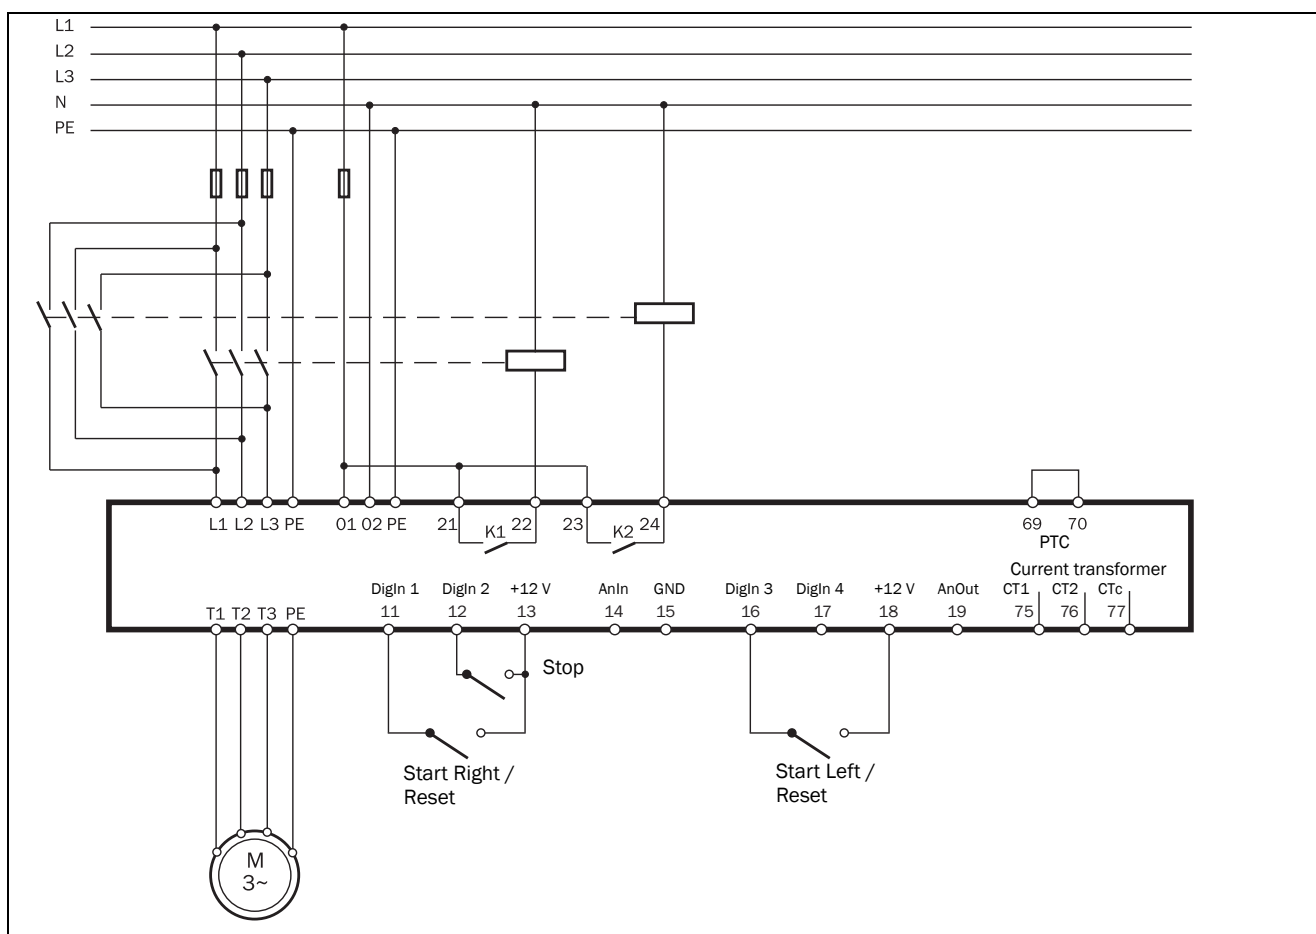 L1
L2
L3
N
PE
L1 L2 L3 PE 01 02 PE 21 K1 22 23 K2 24 69 70
PTC
Current transformer
DigIn 1 DigIn 2 +12 V AnIn GND DigIn 3 DigIn 4 +12 V AnOut CT1 CT2 CTc
T1 T2 T3 PE 11 12 13 14 15 16 17 18 19 75 76 77
Stop
Start Right /
Reset
Start Left /
Reset
M
3~